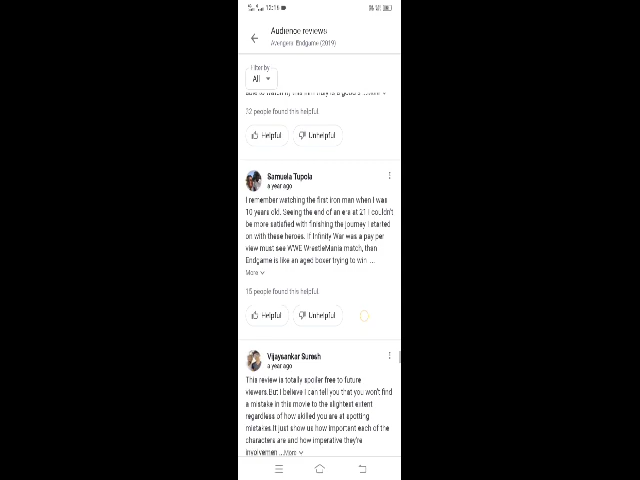 12:16
Audience reviews
Avengers: Endgame (2019)
Filter by
All
32 people found this helpful
Helpful
Unhelpful
Samuela Tupola
a year ago
I remember watching the first iron man when I was
10 years old. Seeing the end of an era at 21 I couldn't
be more satisfied with finishing the journey I started
on with these heroes. If Infinity War was a pay per
view must see WWE WrestleMania match, than
Endgame is like an aged boxer trying to win ...
More
15 people found this helpful
Helpful
Unhelpful
Vijaysankar Suresh
a year ago
This review is totally spoiler free to future
viewers.But I believe I can tell you that you won't find
a mistake in this movie to the slightest extent
regardless of how skilled you are at spotting
mistakes.It just show us how important each of the
characters are and how imperative they're
involvemen ...More